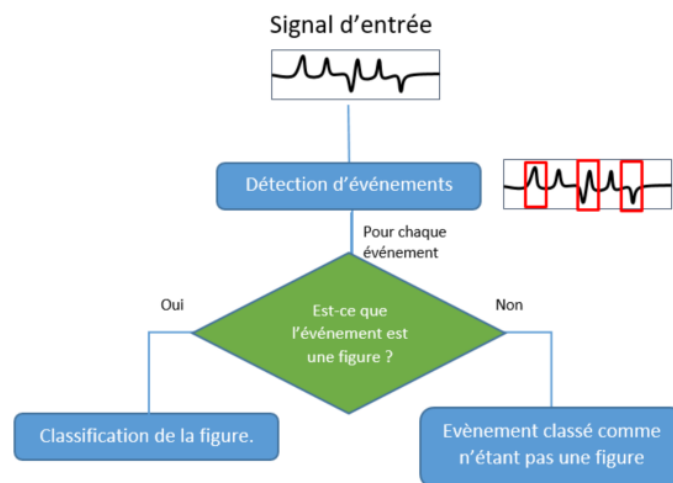 Signal d'entrée
Détection d'événements
Pour chaque
événement
Oui
Non
Est-ce que
l'événement est
une figure ?
Classification de la figure.
Evènement classé comme
n'étant pas une figure